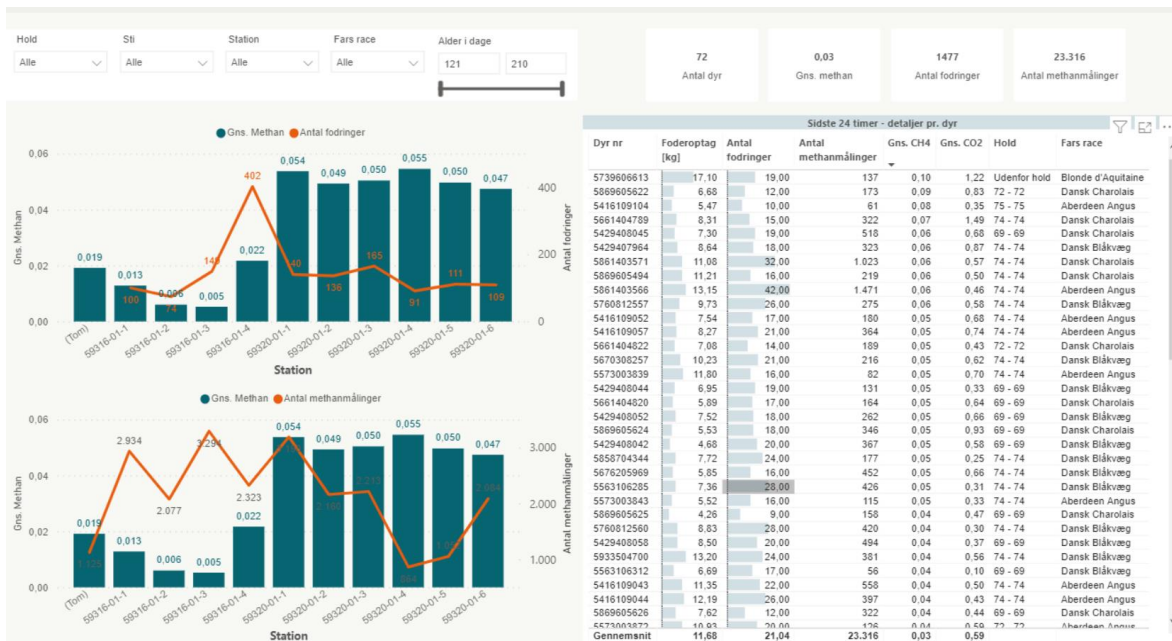 Hold Sti Station Fars race Alder i dage
Alle Alle Alle Alle 121 210
72 0,03 1477 23.316
Antal dyr Gns. methan Antal fodringer Antal methanmålinger
Gns. Methan Antal fodringer
0,06
0,04
0,02
0,00
Gns. Methan
400
200
0
Antal fodringer
0,019 0,013 0,006 0,005 0,022 0,054 0,049 0,050 0,055 0,050 0,047
100 74 402 136 165 91 111 109
(Tom) 59316-01-1 59316-01-2 59316-01-3 59316-01-4 59320-01-1 59320-01-2 59320-01-3 59320-01-4 59320-01-5 59320-01-6
Station
Gns. Methan Antal methanmålinger
0,06
0,04
0,02
0,00
Gns. Methan
3.000
2.000
1.000
Antal methanmålinger
0,019 0,013 0,006 0,005 0,022 0,054 0,049 0,050 0,055 0,050 0,047
1.125 2.934 2.077 3.294 2.323
(Tom) 59316-01-1 59316-01-2 59316-01-3 59316-01-4 59320-01-1 59320-01-2 59320-01-3 59320-01-4 59320-01-5 59320-01-6
Station
Sidste 24 timer - detaljer pr. dyr
Dyr nr Foderoptag [kg] Antal fodringer Antal methanmålinger Gns. CH4 Gns. CO2 Hold Fars race
5739606613 17,10 19,00 137 0,10 1,22 Udenfor hold Blonde d'Aquitaine
5869605622 6,68 12,00 173 0,09 0,83 72 - 72 Dansk Charolais
5416109104 5,47 10,00 61 0,08 0,35 75 - 75 Aberdeen Angus
5661404789 8,31 15,00 322 0,07 1,49 74 - 74 Dansk Charolais
5429408045 7,30 19,00 518 0,06 0,68 69 - 69 Dansk Charolais
5429407964 8,64 18,00 323 0,06 0,87 74 - 74 Dansk Blåkvæg
5861403571 11,08 32,00 1.023 0,06 0,57 74 - 74 Dansk Charolais
5869605494 11,21 16,00 219 0,06 0,50 74 - 74 Dansk Charolais
5861403566 13,15 42,00 1.471 0,06 0,46 74 - 74 Aberdeen Angus
5760812557 9,73 26,00 275 0,06 0,58 74 - 74 Dansk Blåkvæg
5416109052 7,54 17,00 180 0,05 0,68 74 - 74 Aberdeen Angus
5416109057 8,27 21,00 364 0,05 0,74 74 - 74 Aberdeen Angus
5661404822 7,08 14,00 189 0,05 0,43 72 - 72 Dansk Charolais
5670308257 10,23 21,00 216 0,05 0,62 74 - 74 Dansk Blåkvæg
5573003839 11,80 16,00 82 0,05 0,70 74 - 74 Aberdeen Angus
5429408044 6,95 19,00 131 0,05 0,33 69 - 69 Dansk Blåkvæg
5661404820 5,89 17,00 164 0,05 0,64 69 - 69 Dansk Charolais
5429408052 7,52 18,00 262 0,05 0,66 69 - 69 Dansk Blåkvæg
5869605624 5,53 18,00 346 0,05 0,93 69 - 69 Dansk Charolais
5429408042 4,68 20,00 367 0,05 0,58 69 - 69 Dansk Blåkvæg
5858704344 7,72 24,00 177 0,05 0,25 74 - 74 Dansk Blåkvæg
5676205969 5,85 16,00 452 0,05 0,66 74 - 74 Dansk Blåkvæg
5563106285 7,36 28,00 426 0,05 0,31 74 - 74 Dansk Blåkvæg
5573003843 5,52 16,00 115 0,05 0,33 74 - 74 Aberdeen Angus
5869605625 4,26 9,00 158 0,04 0,47 69 - 69 Dansk Charolais
5760812560 8,83 28,00 420 0,04 0,30 74 - 74 Dansk Blåkvæg
5429408058 8,50 20,00 494 0,04 0,37 69 - 69 Dansk Blåkvæg
5933504700 13,20 24,00 381 0,04 0,56 74 - 74 Dansk Blåkvæg
5563106312 6,69 17,00 56 0,04 0,10 69 - 69 Dansk Blåkvæg
5416109043 11,35 22,00 558 0,04 0,50 74 - 74 Aberdeen Angus
5416109044 12,19 26,00 397 0,04 0,43 74 - 74 Aberdeen Angus
5869605626 7,62 12,00 322 0,04 0,44 69 - 69 Dansk Charolais
5573003872 10,93 20,00 126 0,04 0,59 72 - 72 Aberdeen Angus
Gennemsnit 11,68 21,04 23.316 0,03 0,59